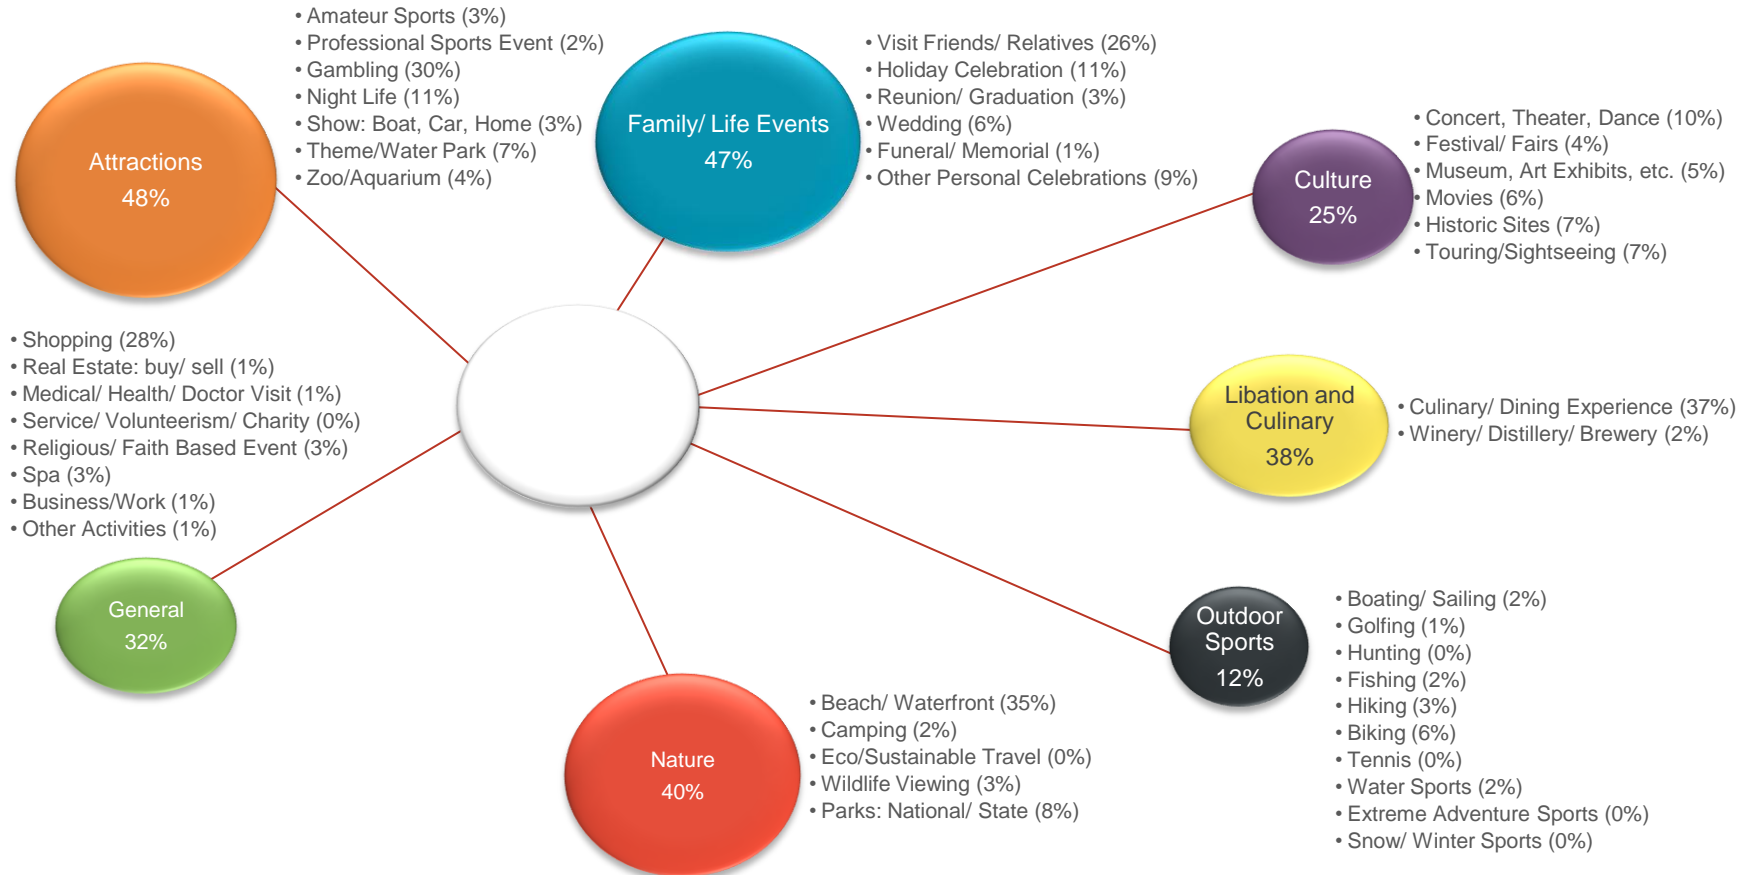 • Amateur Sports (3%)
• Professional Sports Event (2%)
• Gambling (30%)
• Night Life (11%)
• Show: Boat, Car, Home (3%)
• Theme/Water Park (7%)
• Zoo/Aquarium (4%)
Attractions
48%
Family/ Life Events
47%
• Visit Friends/ Relatives (26%)
• Holiday Celebration (11%)
• Reunion/ Graduation (3%)
• Wedding (6%)
• Funeral/ Memorial (1%)
• Other Personal Celebrations (9%)
Culture
25%
• Concert, Theater, Dance (10%)
• Festival/ Fairs (4%)
• Museum, Art Exhibits, etc. (5%)
• Movies (6%)
• Historic Sites (7%)
• Touring/Sightseeing (7%)
• Shopping (28%)
• Real Estate: buy/ sell (1%)
• Medical/ Health/ Doctor Visit (1%)
• Service/ Volunteerism/ Charity (0%)
• Religious/ Faith Based Event (3%)
• Spa (3%)
• Business/Work (1%)
• Other Activities (1%)
General
32%
Libation and
Culinary
38%
• Culinary/ Dining Experience (37%)
• Winery/ Distillery/ Brewery (2%)
Nature
40%
• Beach/ Waterfront (35%)
• Camping (2%)
• Eco/Sustainable Travel (0%)
• Wildlife Viewing (3%)
• Parks: National/ State (8%)
Outdoor
Sports
12%
• Boating/ Sailing (2%)
• Golfing (1%)
• Hunting (0%)
• Fishing (2%)
• Hiking (3%)
• Biking (6%)
• Tennis (0%)
• Water Sports (2%)
• Extreme Adventure Sports (0%)
• Snow/ Winter Sports (0%)